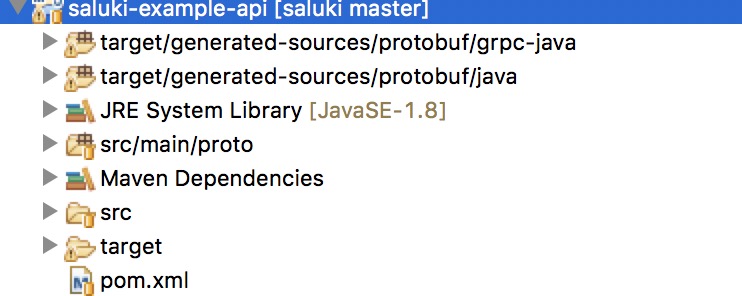 saluki-example-api [saluki master]
target/generated-sources/protobuf/grpc-java
target/generated-sources/protobuf/java
JRE System Library [JavaSE-1.8]
src/main/proto
Maven Dependencies
src
target
pom.xml